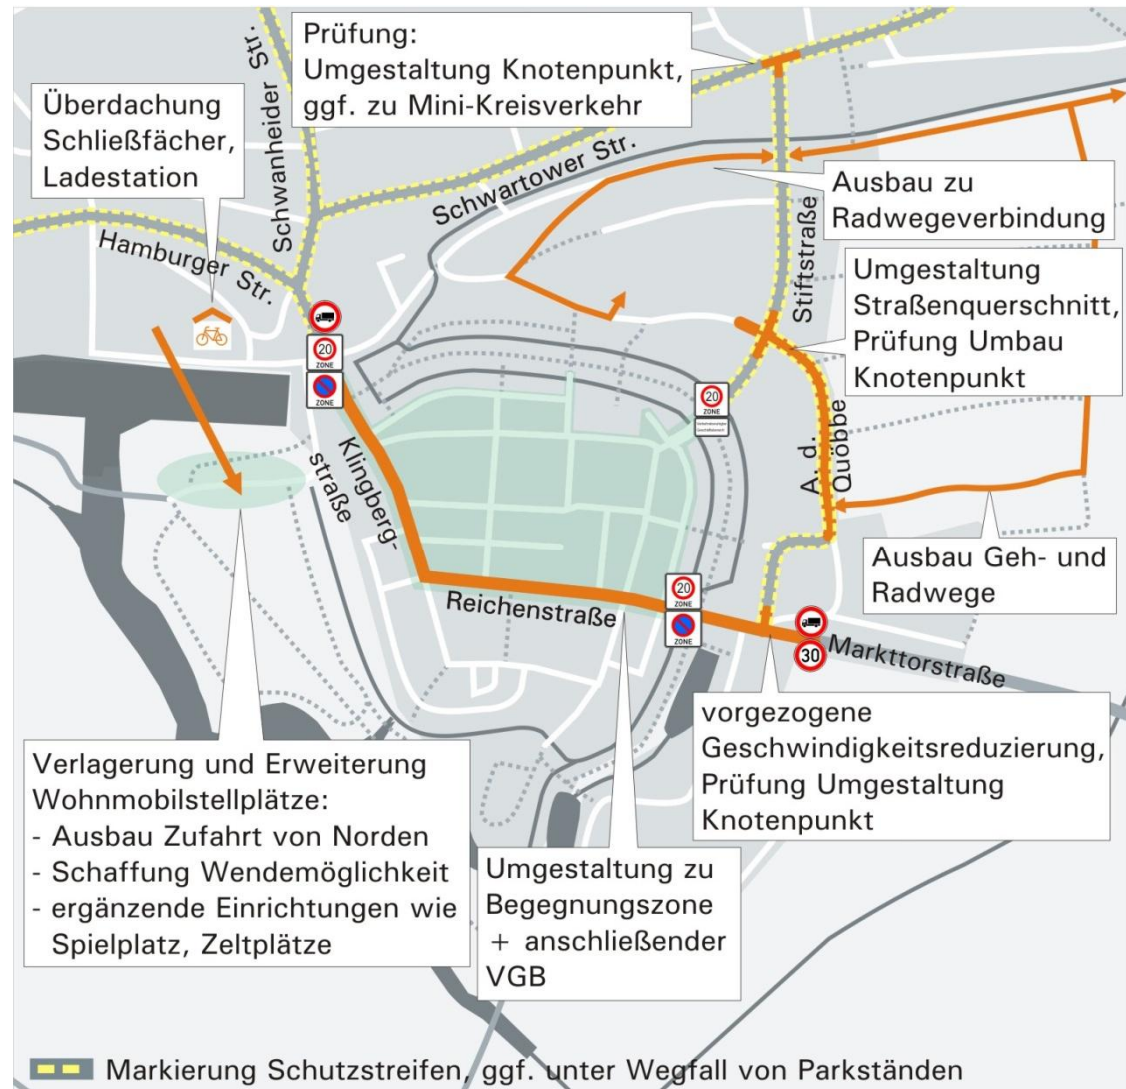 Prüfung:
Umgestaltung Knotenpunkt,
ggf. zu Mini-Kreisverkehr
Überdachung
Schließfächer,
Ladestation
Schwanheider Str.
Schwartower Str.
Hamburger Str.
Ausbau zu
Radwegeverbindung
Stiftstraße
Umgestaltung
Straßenquerschnitt,
Prüfung Umbau
Knotenpunkt
20
ZONE
ZONE
20
ZONE
Klingberg-
straße
A. d.
Quöbbe
Ausbau Geh- und
Radwege
Reichenstraße
20
ZONE
ZONE
30
Markttorstraße
vorgezogene
Geschwindigkeitsreduzierung,
Prüfung Umgestaltung
Knotenpunkt
Verlagerung und Erweiterung
Wohnmobilstellplätze:
- Ausbau Zufahrt von Norden
- Schaffung Wendemöglichkeit
- ergänzende Einrichtungen wie
Spielplatz, Zeltplätze
Umgestaltung zu
Begegnungszone
+ anschließender
VGB
Markierung Schutzstreifen, ggf. unter Wegfall von Parkständen